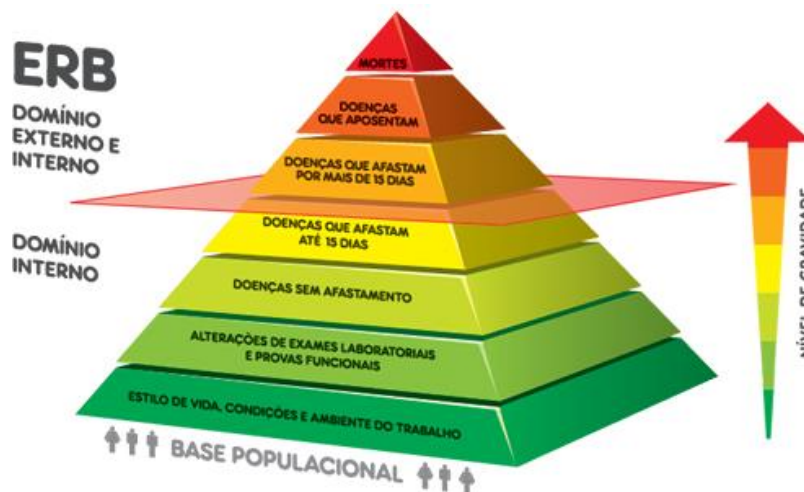 ERB
DOMÍNIO
EXTERNO E
INTERNO
DOMÍNIO
INTERNO
MORTES
DOENÇAS
QUE APOSENTAM
DOENÇAS QUE AFASTAM
POR MAIS DE 15 DIAS
DOENÇAS QUE AFASTAM
ATÉ 15 DIAS
DOENÇAS SEM AFASTAMENTO
ALTERAÇÕES DE EXAMES LABORATORIAIS
E PROVAS FUNCIONAIS
ESTILO DE VIDA, CONDIÇÕES E AMBIENTE DO TRABALHO
BASE POPULACIONAL
NÍVEL DE GRAVIDADE